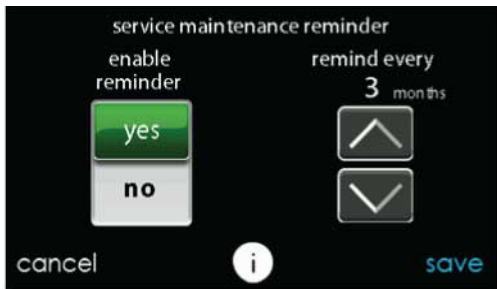 service maintenance reminder
enable
reminder
remind every
3 months
yes
no
cancel
i
save